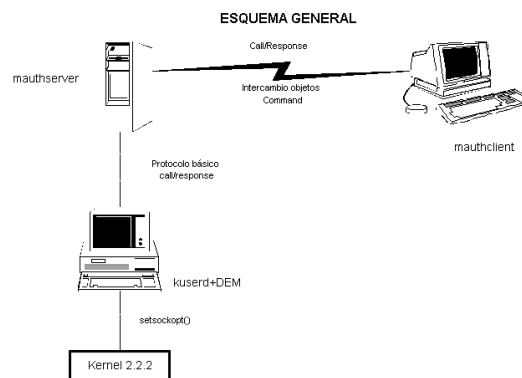 ESQUEMA GENERAL
Call/Response
mauthserver
Intercambio objetos
Command
mauthclient
Protocolo básico
call/response
kuserd+DEM
setsockopt()
Kernel 2.2.2